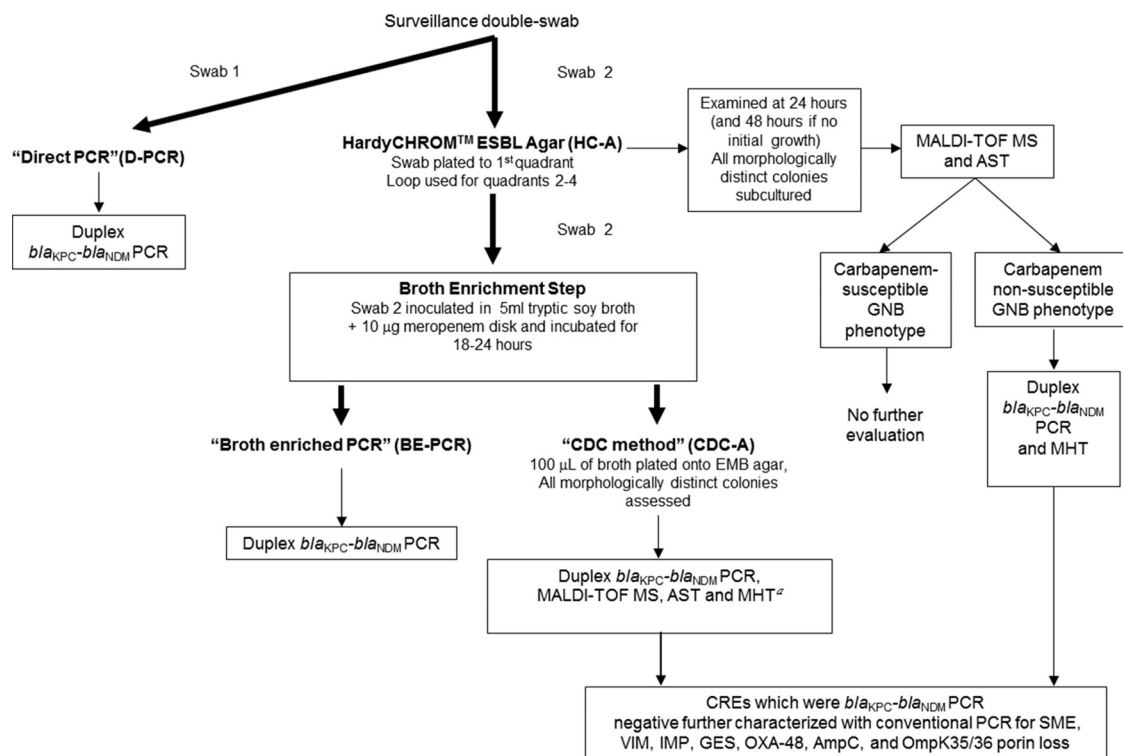 Surveillance double-swab
Swab 1
Swab 2
"Direct PCR"(D-PCR)
Duplex
blaKPC-blaNDM PCR
HardyCHROM™ ESBL Agar (HC-A)
Swab plated to 1st quadrant
Loop used for quadrants 2-4
Examined at 24 hours
(and 48 hours if no
initial growth)
All morphologically
distinct colonies
subcultured
MALDI-TOF MS
and AST
Swab 2
Carbapenem-
susceptible
GNB
phenotype
Carbapenem
non-susceptible
GNB phenotype
Broth Enrichment Step
Swab 2 inoculated in 5ml tryptic soy broth
+ 10 µg meropenem disk and incubated for
18-24 hours
No further
evaluation
Duplex
blaKPC-blaNDM
PCR
and MHT
"Broth enriched PCR" (BE-PCR)
Duplex blaKPC-blaNDM PCR
"CDC method" (CDC-A)
100 µL of broth plated onto EMB agar,
All morphologically distinct colonies
assessed
Duplex blaKPC-blaNDM PCR,
MALDI-TOF MS, AST and MHTa
CREs which were blaKPC-blaNDM PCR
negative further characterized with conventional PCR for SME,
VIM, IMP, GES, OXA-48, AmpC, and OmpK35/36 porin loss